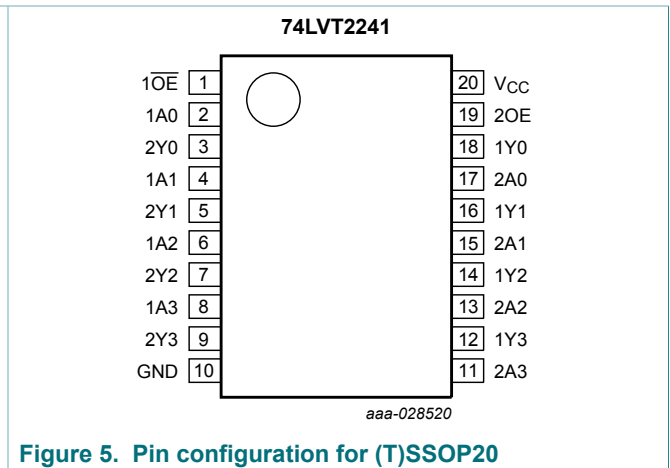 74LVT2241
1O̅E̅ 1 20 VCC
1A0 2 19 2OE
2Y0 3 18 1Y0
1A1 4 17 2A0
2Y1 5 16 1Y1
1A2 6 15 2A1
2Y2 7 14 1Y2
1A3 8 13 2A2
2Y3 9 12 1Y3
GND 10 11 2A3
aaa-028520
Figure 5. Pin configuration for (T)SSOP20